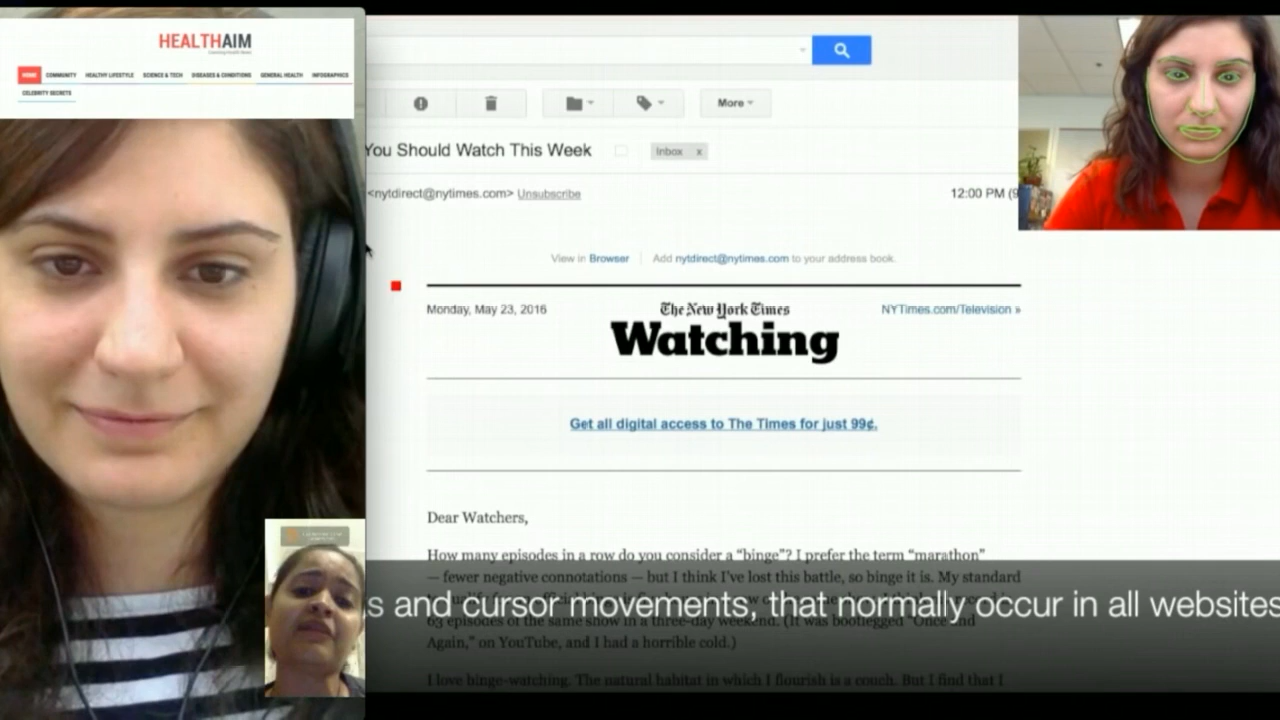 HEALTHAIM
HOME COMMUNITY HEALTHY LIFESTYLE SCIENCE & TECH DISEASES & CONDITIONS GENERAL HEALTH INFOGRAPHICS
CELEBRITY SECRETS
More
You Should Watch This Week
Inbox x
<nytdirect@nytimes.com> Unsubscribe
12:00 PM (9
View in Browser
Add nytdirect@nytimes.com to your address book.
Monday, May 23, 2016
The New York Times
Watching
NYTimes.com/Television »
Get all digital access to The Times for just 99¢.
Dear Watchers,
How many episodes in a row do you consider a “binge”? I prefer the term “marathon”
— fewer negative connotations — but I think I’ve lost this battle, so binge it is. My standard
s and cursor movements, that normally occur in all websites
63 episodes of the same show in a three-day weekend. (It was bootlegged “Once and
Again,” on YouTube, and I had a horrible cold.)
I love binge-watching. The natural habitat in which I flourish is a couch. But I find that I